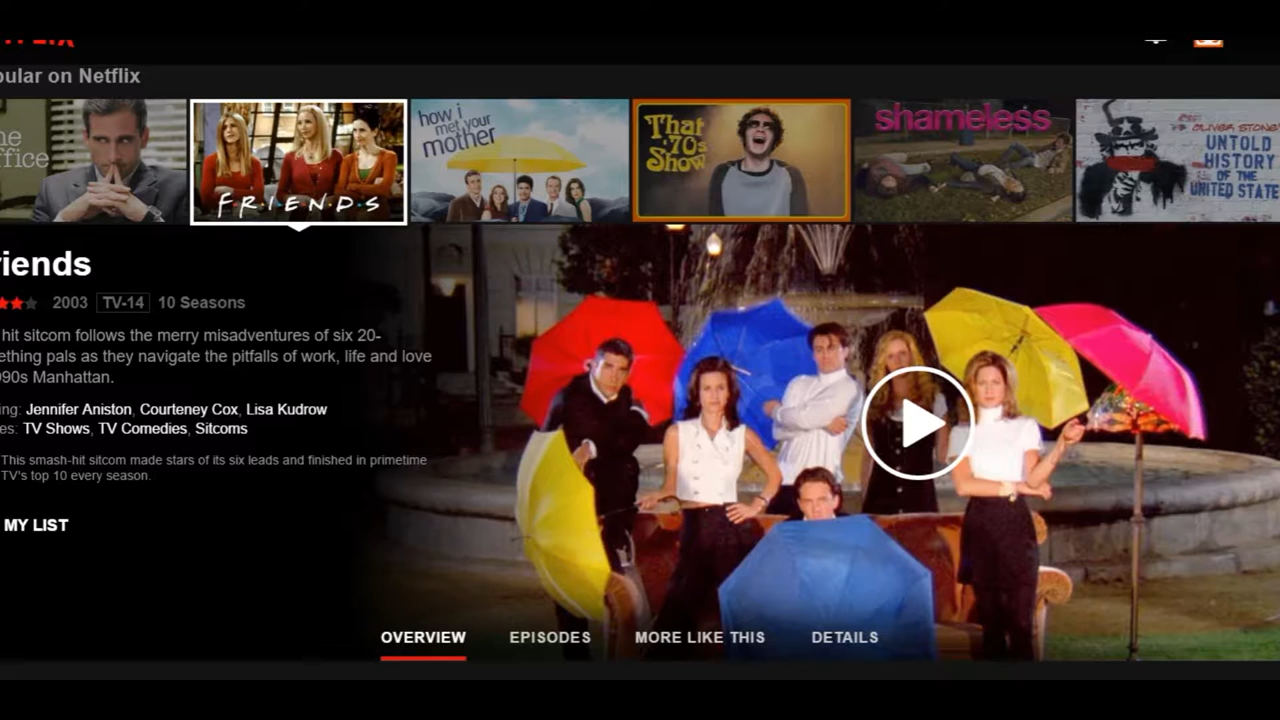 pular on Netflix
he
ffice
FRIENDS
how i
met your
mother
That
'70s
Show
shameless
OLIVER STONE'
UNTOLD
HISTORY
OF THE
UNITED STATE
iends
2003 TV-14 10 Seasons
hit sitcom follows the merry misadventures of six 20-
ething pals as they navigate the pitfalls of work, life and love
90s Manhattan.
ing: Jennifer Aniston, Courteney Cox, Lisa Kudrow
es: TV Shows, TV Comedies, Sitcoms
This smash-hit sitcom made stars of its six leads and finished in primetime
TV's top 10 every season.
MY LIST
OVERVIEW EPISODES MORE LIKE THIS DETAILS